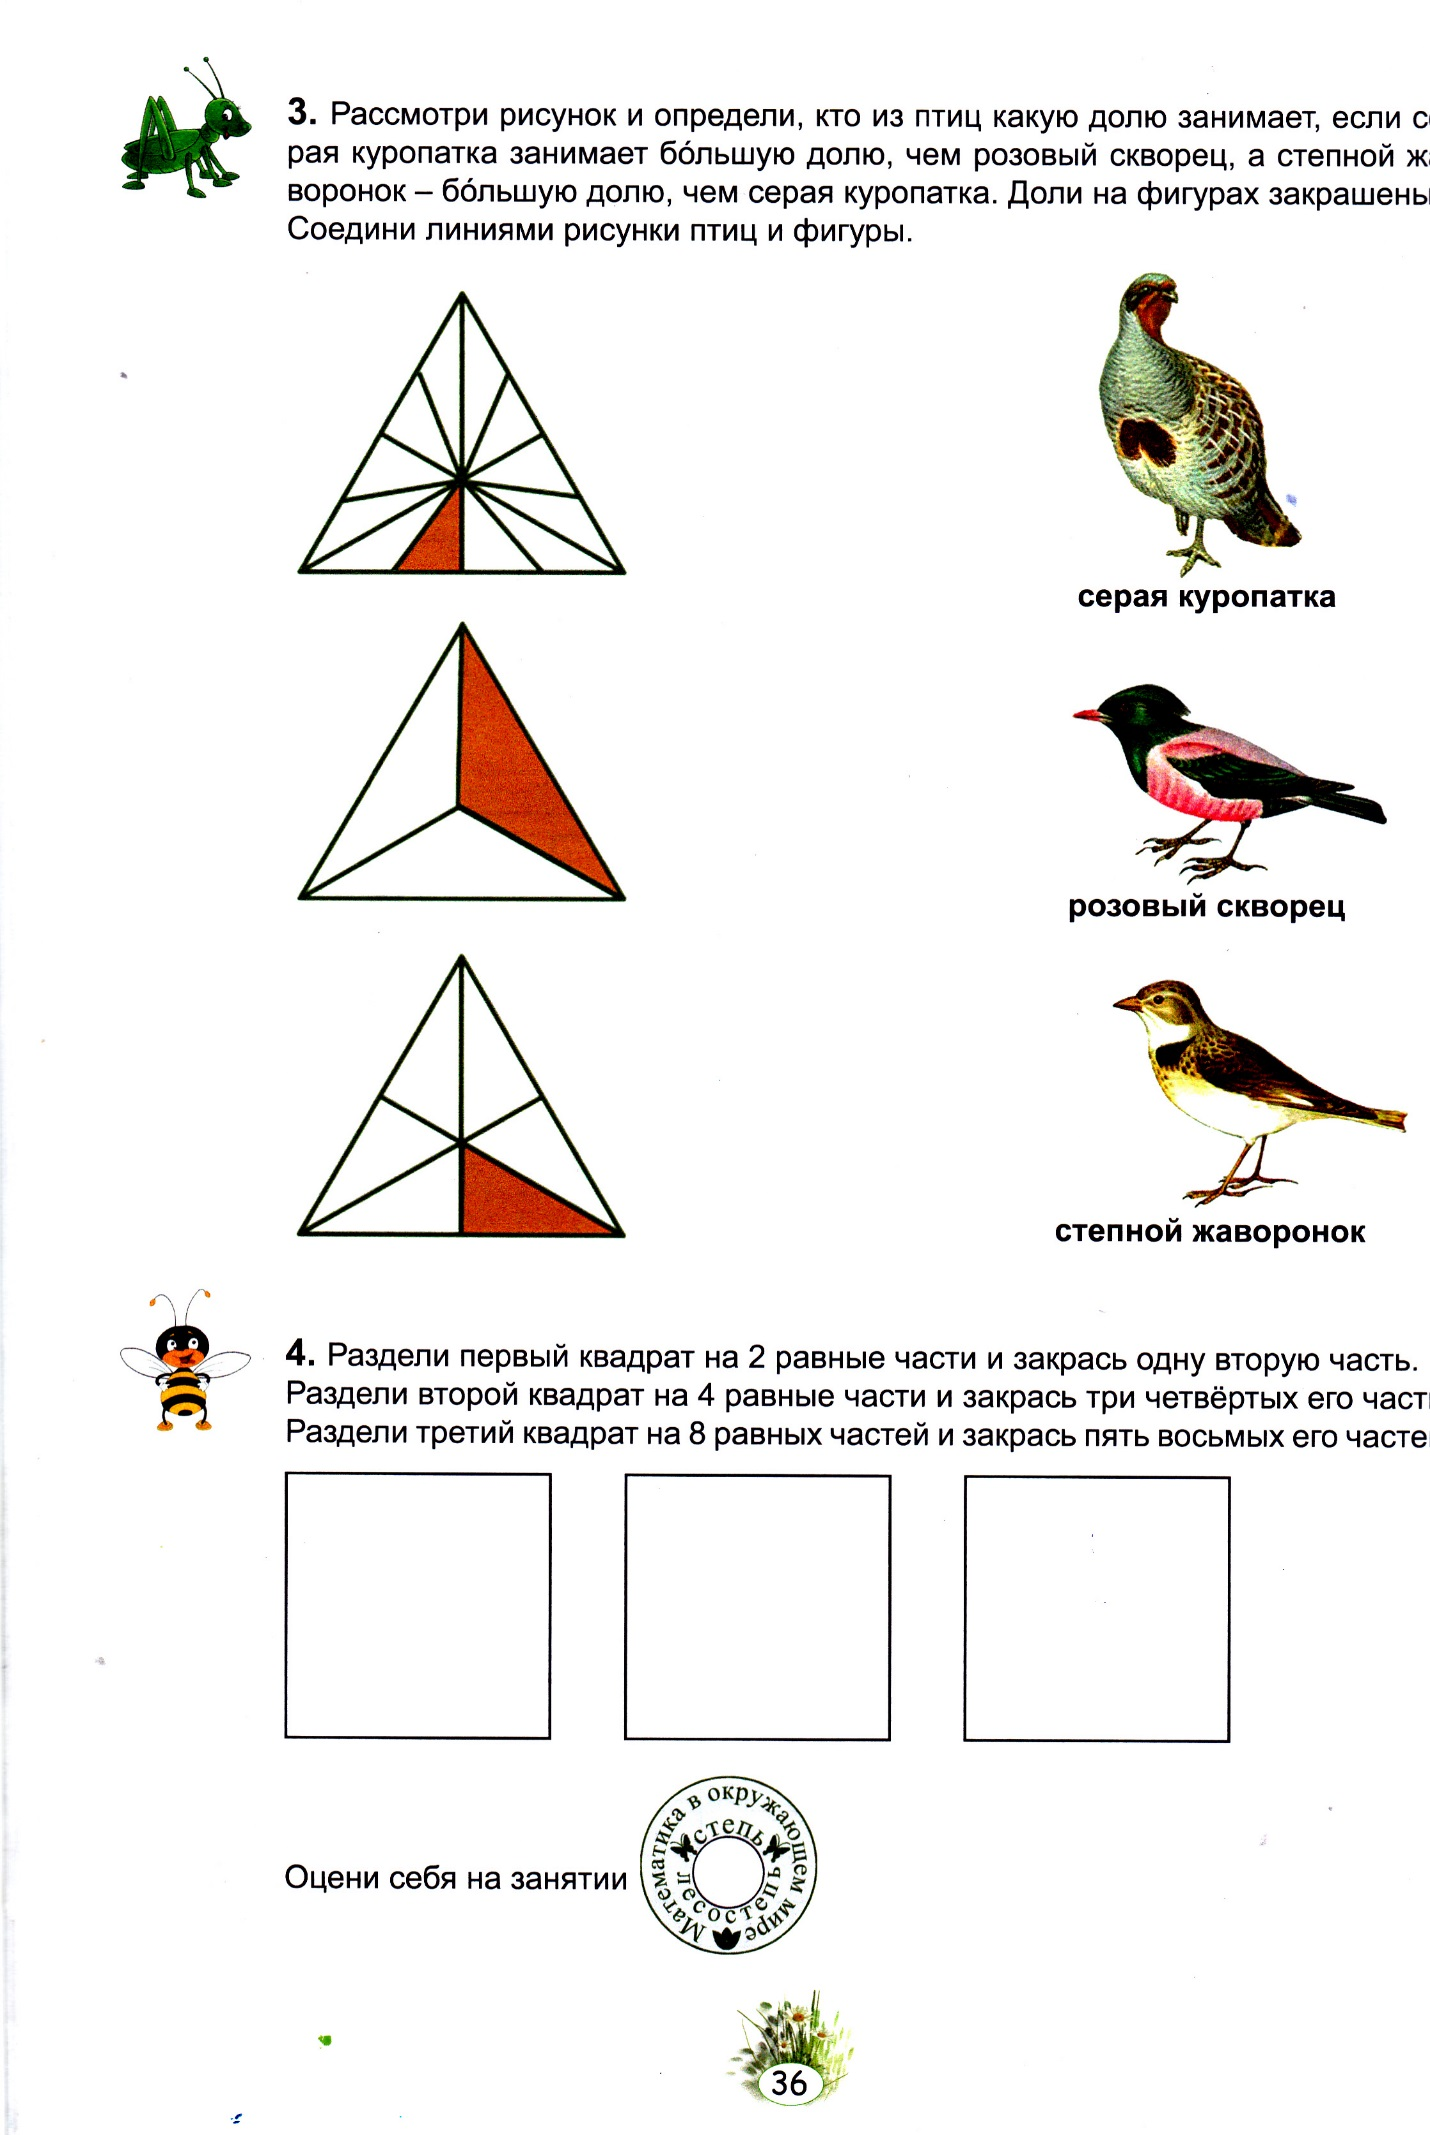 3. Рассмотри рисунок и определи, кто из птиц какую долю занимает, если се
рая куропатка занимает бо́льшую долю, чем розовый скворец, а степной жа
воронок – бо́льшую долю, чем серая куропатка. Доли на фигурах закрашены
Соедини линиями рисунки птиц и фигуры.
серая куропатка
розовый скворец
степной жаворонок
4. Раздели первый квадрат на 2 равные части и закрась одну вторую часть.
Раздели второй квадрат на 4 равные части и закрась три четвёртых его част
Раздели третий квадрат на 8 равных частей и закрась пять восьмых его часте
Оцени себя на занятии
Математика в окружающем мире
степь
лесостепь
36